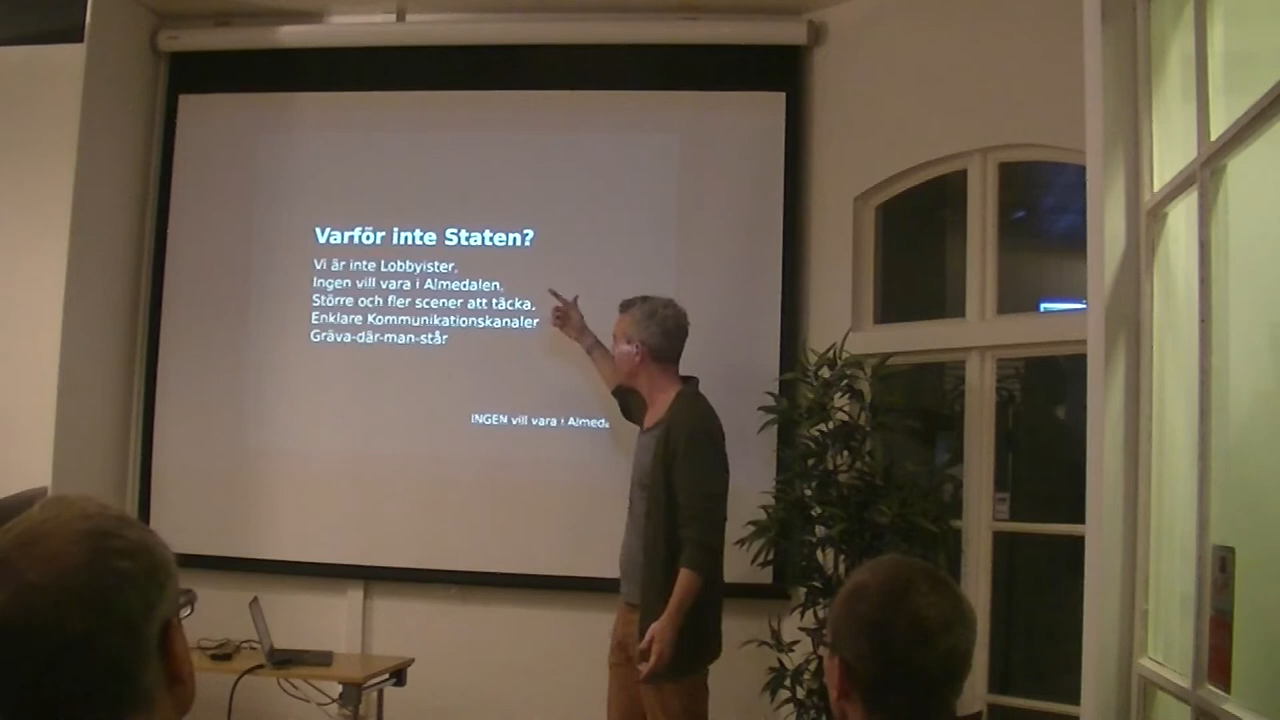 Varför inte Staten?
Vi är inte Lobbyister,
Ingen vill vara i Almedalen.
Större och fler scener att täcka.
Enklare Kommunikationskanaler
Gräva-där-man-står
INGEN vill vara i Almeda